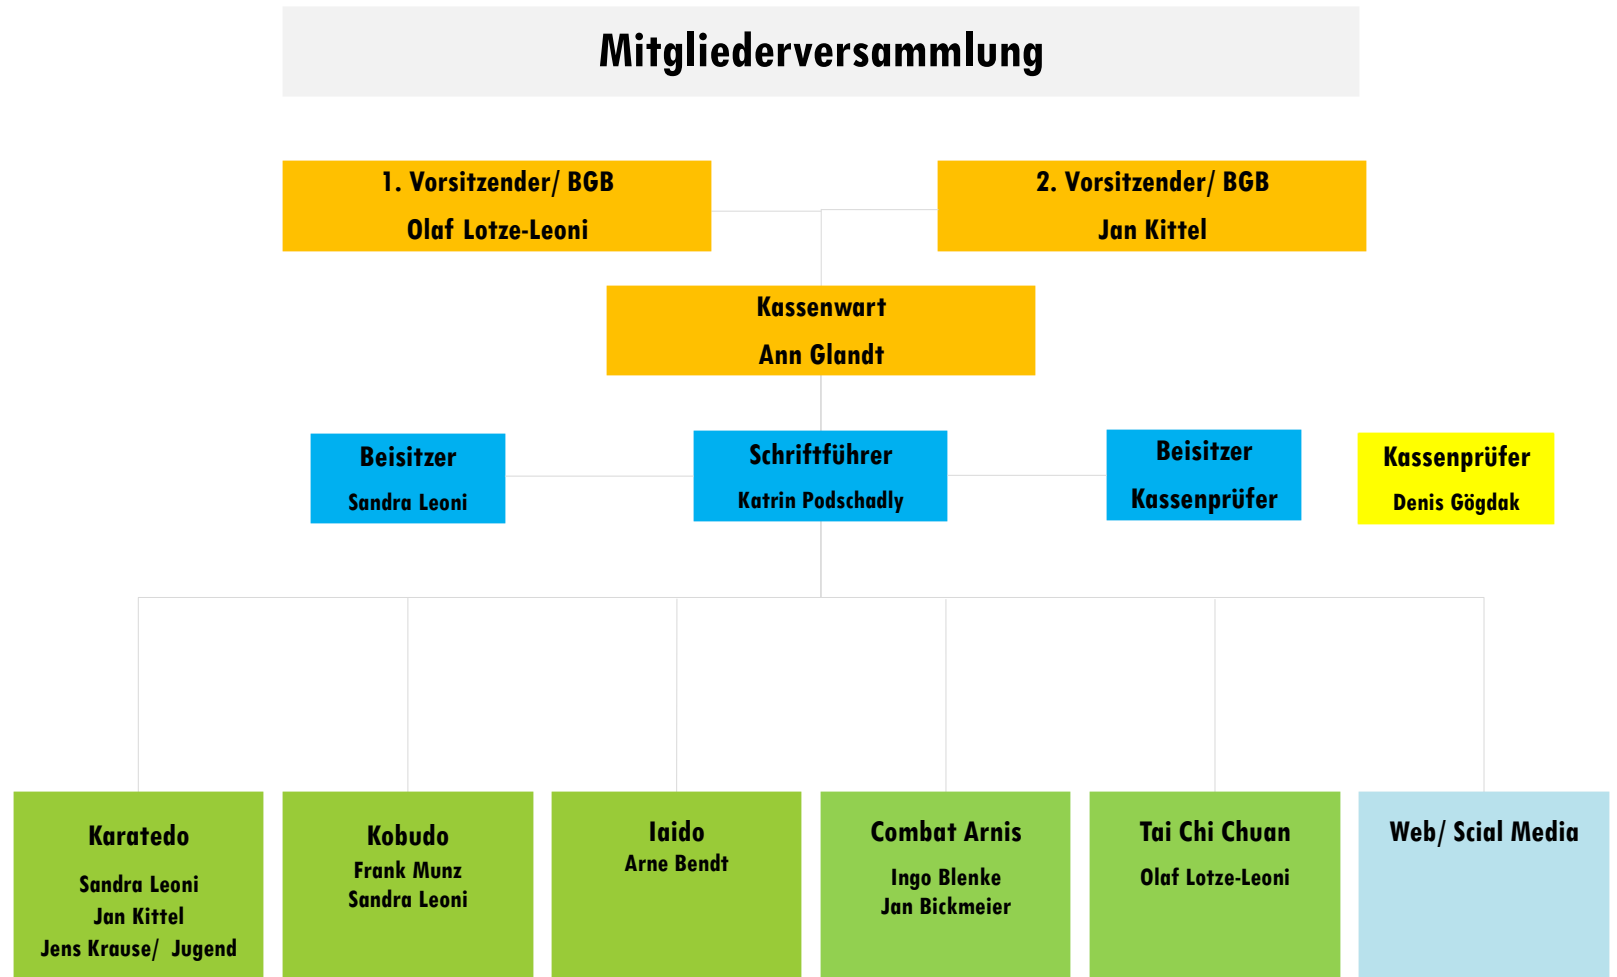 Mitgliederversammlung
1. Vorsitzender/ BGB
Olaf Lotze-Leoni
2. Vorsitzender/ BGB
Jan Kittel
Kassenwart
Ann Glandt
Beisitzer
Sandra Leoni
Schriftführer
Katrin Podschadly
Beisitzer
Kassenprüfer
Kassenprüfer
Denis Gögdak
Karatedo
Sandra Leoni
Jan Kittel
Jens Krause/ Jugend
Kobudo
Frank Munz
Sandra Leoni
Iaido
Arne Bendt
Combat Arnis
Ingo Blenke
Jan Bickmeier
Tai Chi Chuan
Olaf Lotze-Leoni
Web/ Scial Media